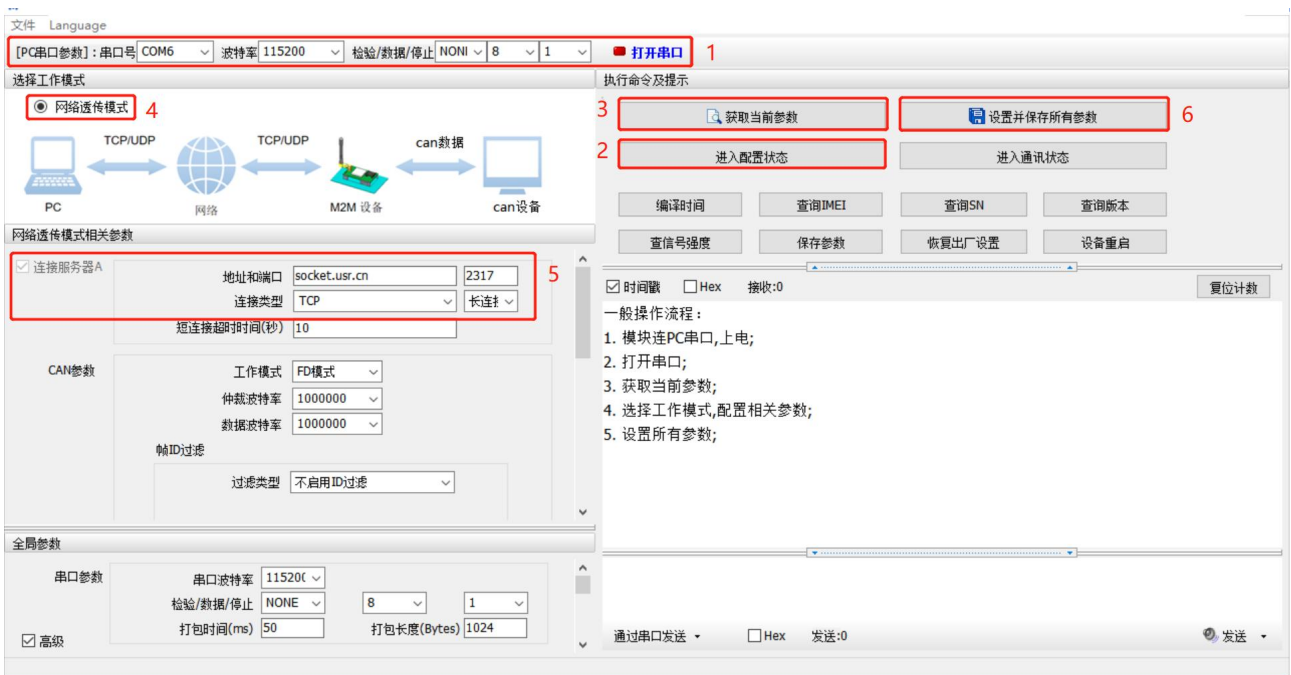 文件 Language
[PC串口参数]：串口号 COM6 波特率 115200 检验/数据/停止 NONI 8 1 打开串口 1
选择工作模式
网络透传模式 4
TCP/UDP TCP/UDP can数据
PC 网络 M2M 设备 can设备
网络透传模式相关参数
连接服务器A
地址和端口 socket.usr.cn 2317 5
连接类型 TCP 长连接
短连接超时时间(秒) 10
CAN参数 工作模式 FD模式
仲裁波特率 1000000
数据波特率 1000000
帧ID过滤
过滤类型 不启用ID过滤
全局参数
串口参数 串口波特率 11520(
检验/数据/停止 NONE 8 1
打包时间(ms) 50 打包长度(Bytes) 1024
高级
执行命令及提示
3 获取当前参数 设置并保存所有参数 6
2 进入配置状态 进入通讯状态
编译时间 查询IMEI 查询SN 查询版本
查信号强度 保存参数 恢复出厂设置 设备重启
时间戳 Hex 接收:0 复位计数
一般操作流程：
1. 模块连PC串口,上电;
2. 打开串口;
3. 获取当前参数;
4. 选择工作模式,配置相关参数;
5. 设置所有参数;
通过串口发送 Hex 发送:0 发送